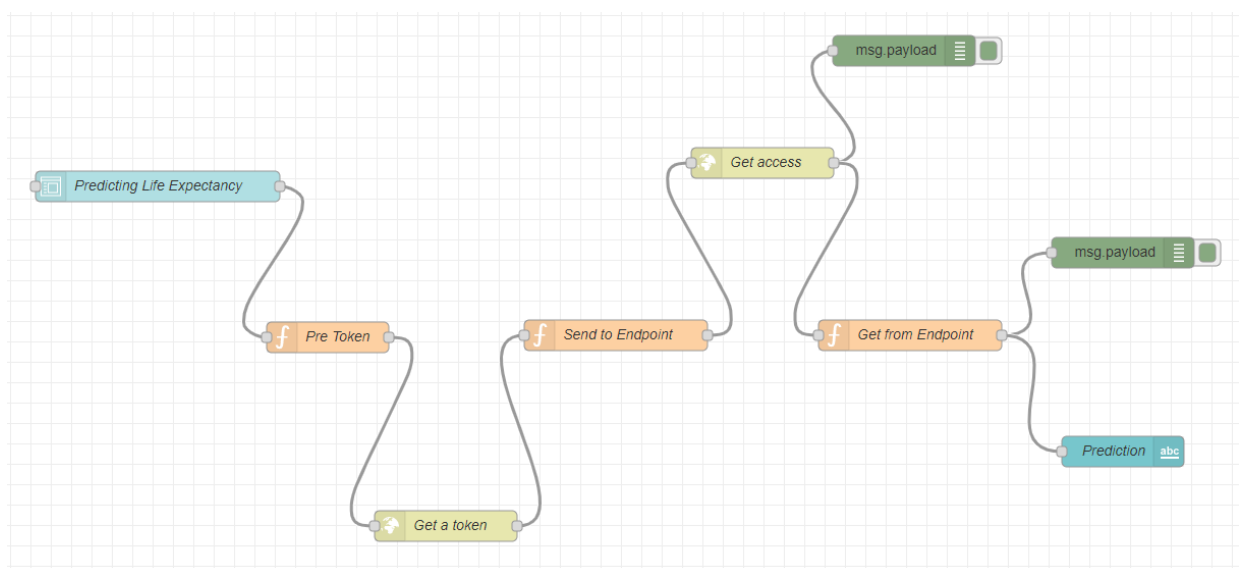 msg.payload
Get access
Predicting Life Expectancy
msg.payload
Pre Token
Send to Endpoint
Get from Endpoint
Prediction
abc
Get a token